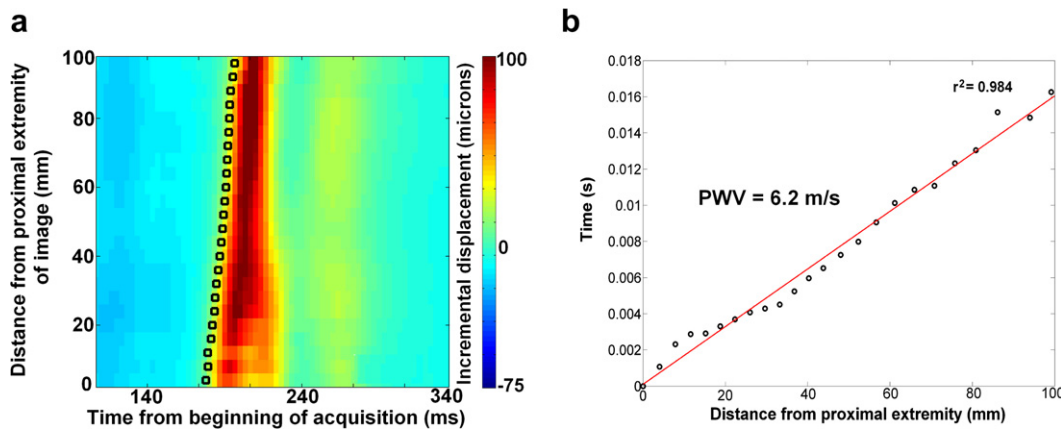 a
100
80
60
40
20
0
Distance from proximal extremity
of image (mm)
140
240
340
Time from beginning of acquisition (ms)
100
0
-75
Incremental displacement (microns)
b
0.018
0.016
0.014
0.012
0.010
0.008
0.006
0.004
0.002
0
Time (s)
r²= 0.984
PWV = 6.2 m/s
0
20
40
60
80
100
Distance from proximal extremity (mm)